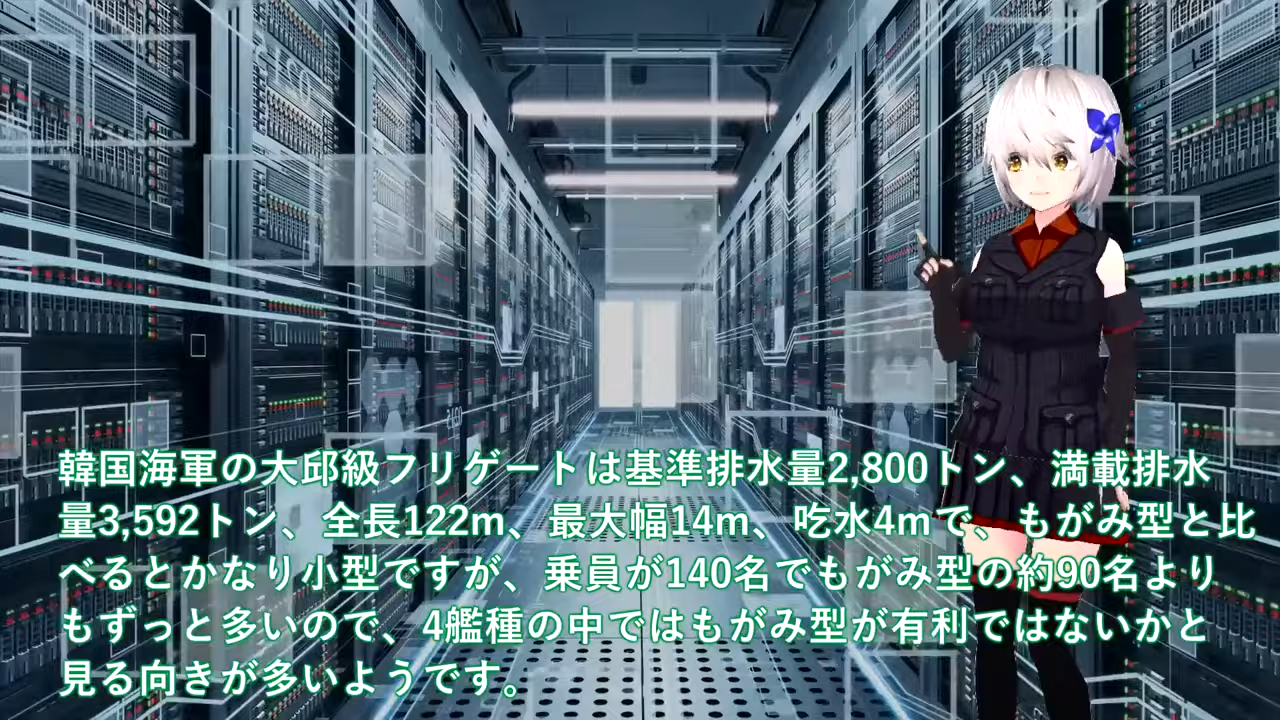 韓国海軍の大邱級フリゲートは基準排水量2,800トン、満載排水
量3,592トン、全長122m、最大幅14m、吃水4mで、もがみ型と比
べるとかなり小型ですが、乗員が140名でもがみ型の約90名より
もずっと多いので、4艦種の中ではもがみ型が有利ではないかと
見る向きが多いようです。